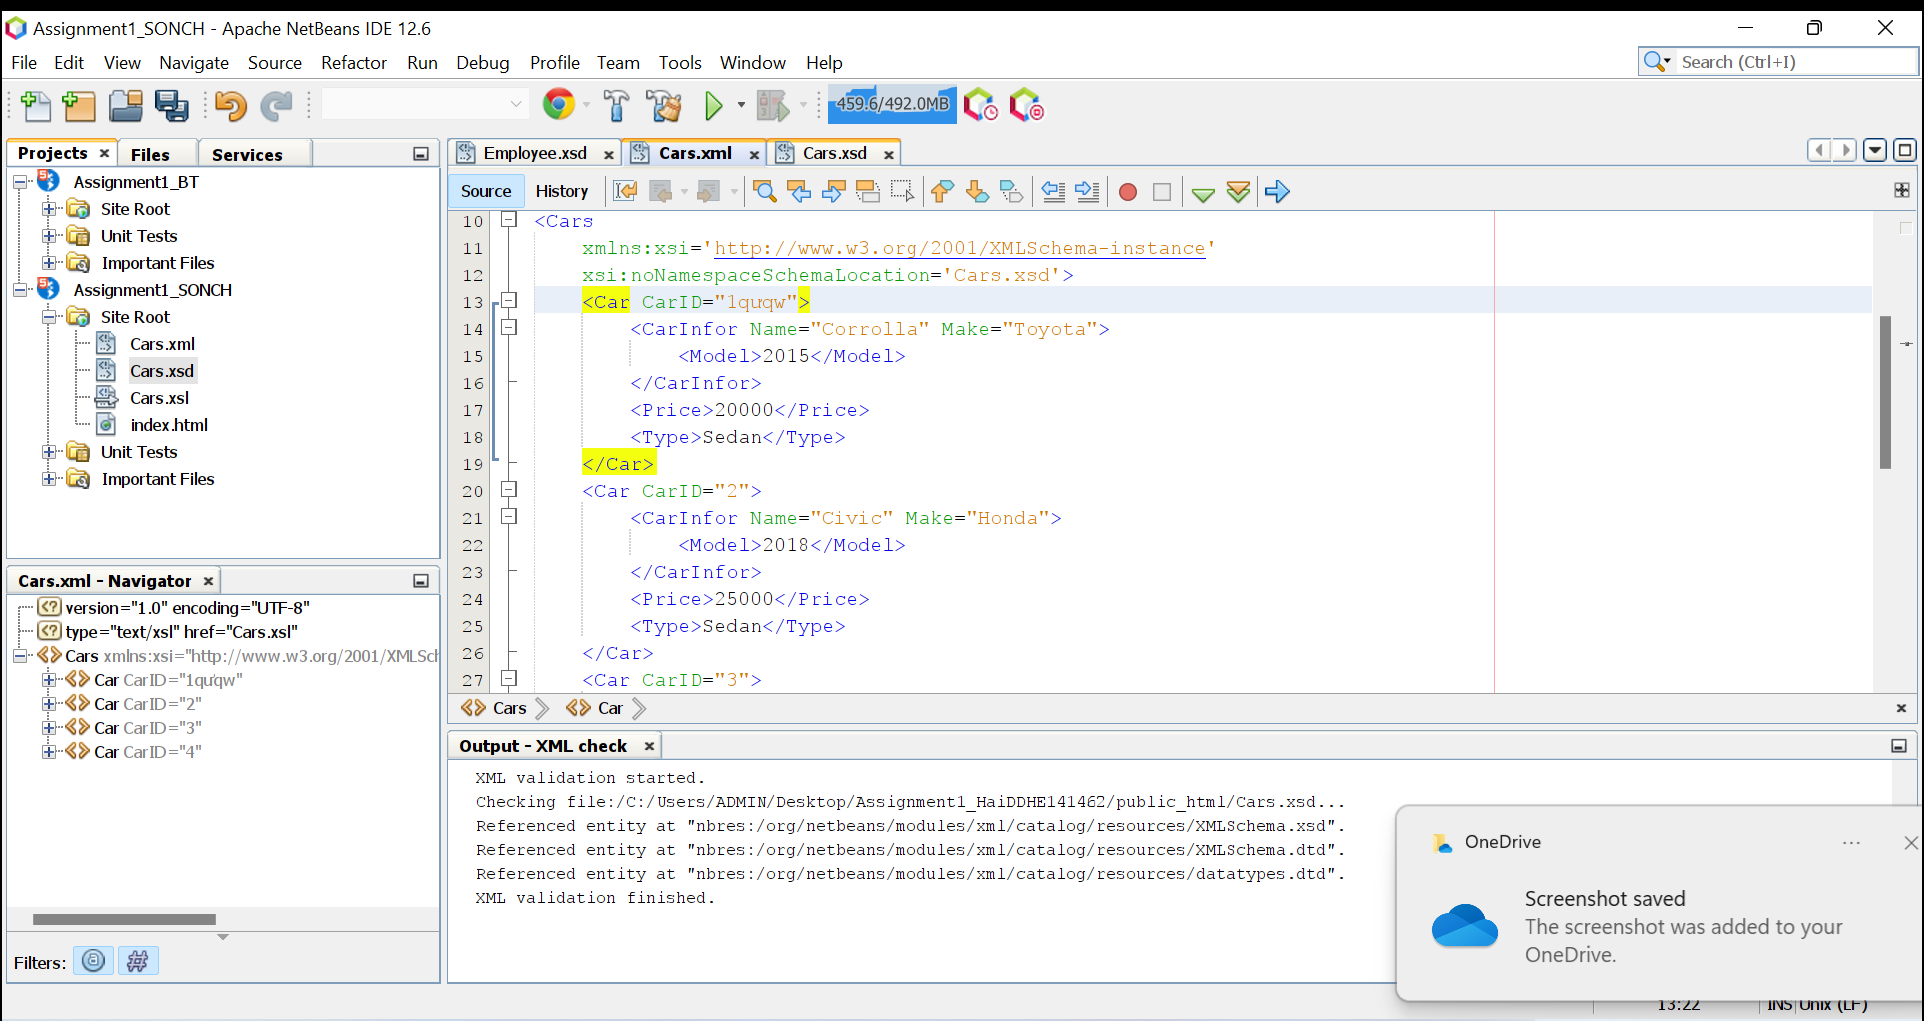 Assignment1_SONCH - Apache NetBeans IDE 12.6
File Edit View Navigate Source Refactor Run Debug Profile Team Tools Window Help
Search (Ctrl+I)
459.6/492.0MB
Projects Files Services
Assignment1_BT
Site Root
Unit Tests
Important Files
Assignment1_SONCH
Site Root
Cars.xml
Cars.xsd
Cars.xsl
index.html
Unit Tests
Important Files
Cars.xml - Navigator
version="1.0" encoding="UTF-8"
type="text/xsl" href="Cars.xsl"
Cars xmlns:xsi="http://www.w3.org/2001/XMLSch
Car CarID="1qưqw"
Car CarID="2"
Car CarID="3"
Car CarID="4"
Filters:
Employee.xsd Cars.xml Cars.xsd
Source History
10 <Cars
11 xmlns:xsi='http://www.w3.org/2001/XMLSchema-instance'
12 xsi:noNamespaceSchemaLocation='Cars.xsd'>
13 <Car CarID="1qưqw">
14 <CarInfor Name="Corrolla" Make="Toyota">
15 <Model>2015</Model>
16 </CarInfor>
17 <Price>20000</Price>
18 <Type>Sedan</Type>
19 </Car>
20 <Car CarID="2">
21 <CarInfor Name="Civic" Make="Honda">
22 <Model>2018</Model>
23 </CarInfor>
24 <Price>25000</Price>
25 <Type>Sedan</Type>
26 </Car>
27 <Car CarID="3">
Cars Car
Output - XML check
XML validation started.
Checking file:/C:/Users/ADMIN/Desktop/Assignment1_HaiDDHE141462/public_html/Cars.xsd...
Referenced entity at "nbres:/org/netbeans/modules/xml/catalog/resources/XMLSchema.xsd".
Referenced entity at "nbres:/org/netbeans/modules/xml/catalog/resources/XMLSchema.dtd".
Referenced entity at "nbres:/org/netbeans/modules/xml/catalog/resources/datatypes.dtd".
XML validation finished.
OneDrive
Screenshot saved
The screenshot was added to your
OneDrive.
13:22 INS Unix (LF)